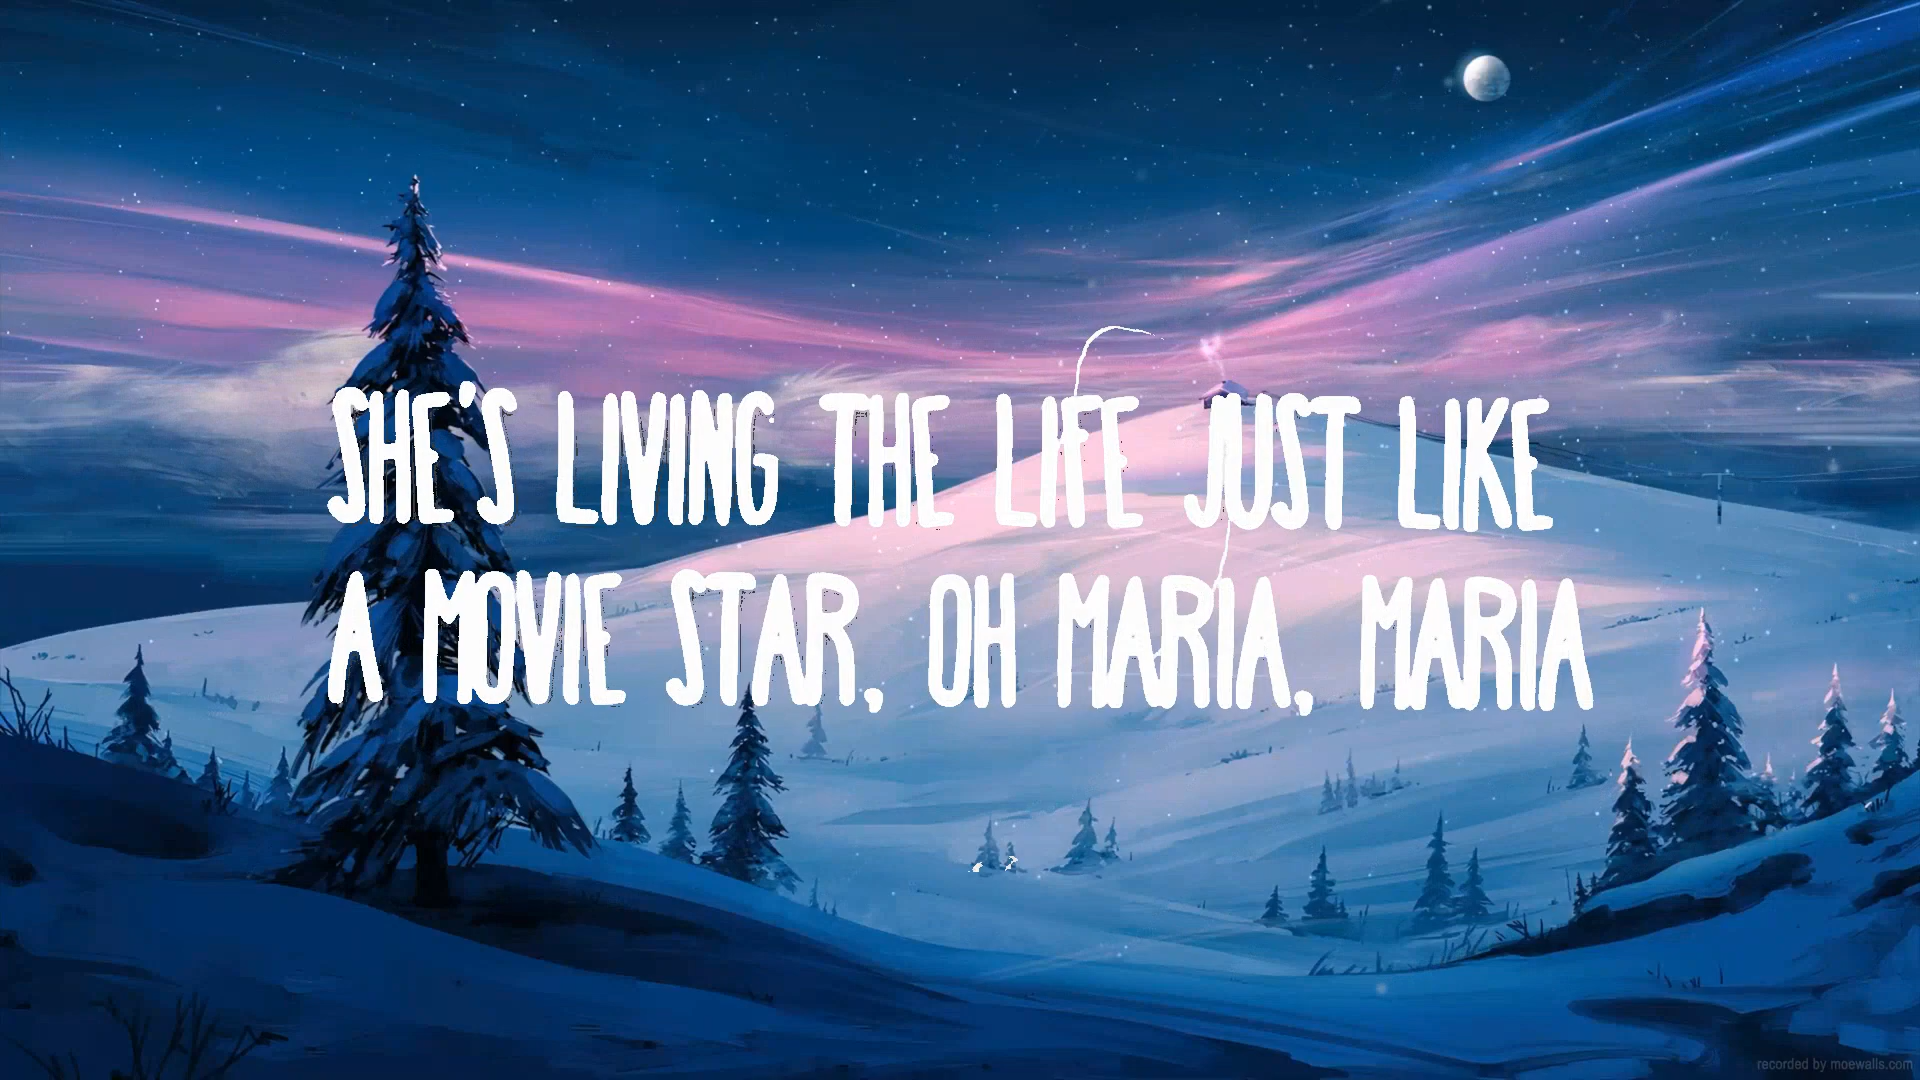 SHE'S LIVING THE LIFE JUST LIKE
A MOVIE STAR, OH MARIA, MARIA
recorded by moewalls.com